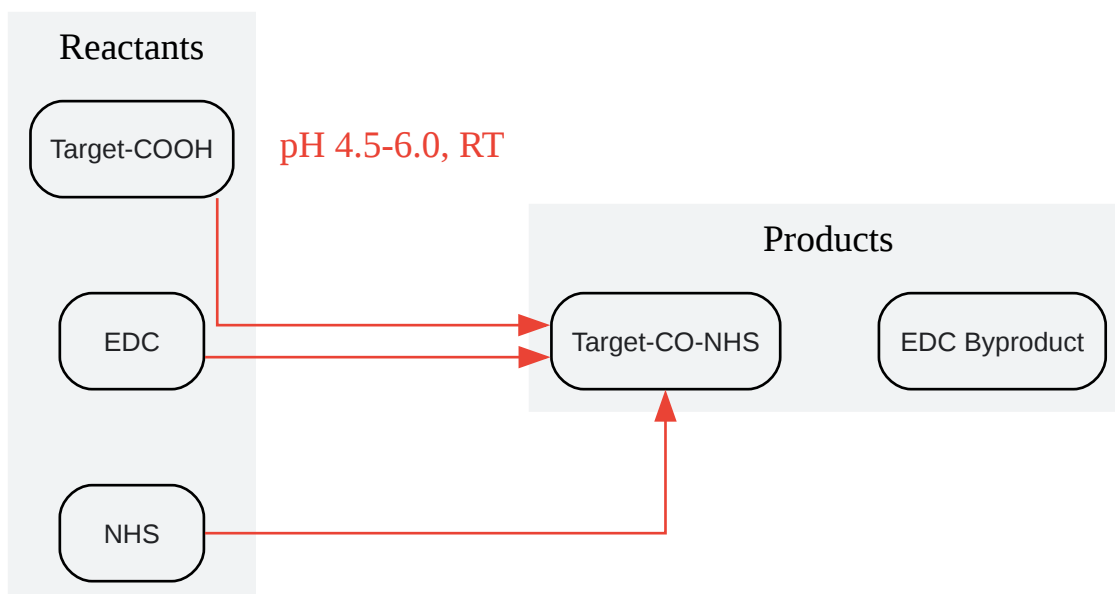 Reactants
Target-COOH
pH 4.5-6.0, RT
Products
EDC
Target-CO-NHS
EDC Byproduct
NHS